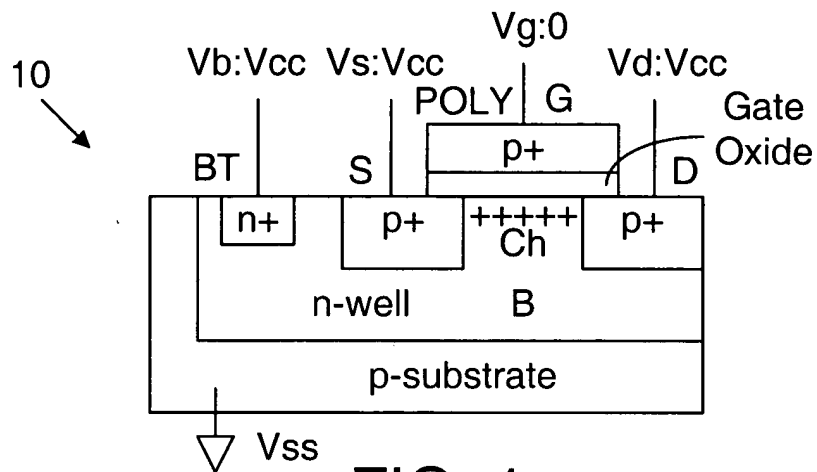 Vg:0
10
Vb:Vcc Vs:Vcc Vd:Vcc
POLY G Gate
Oxide
p+
BT S D
n+ p+ +++++ p+
Ch
n-well B
p-substrate
Vss